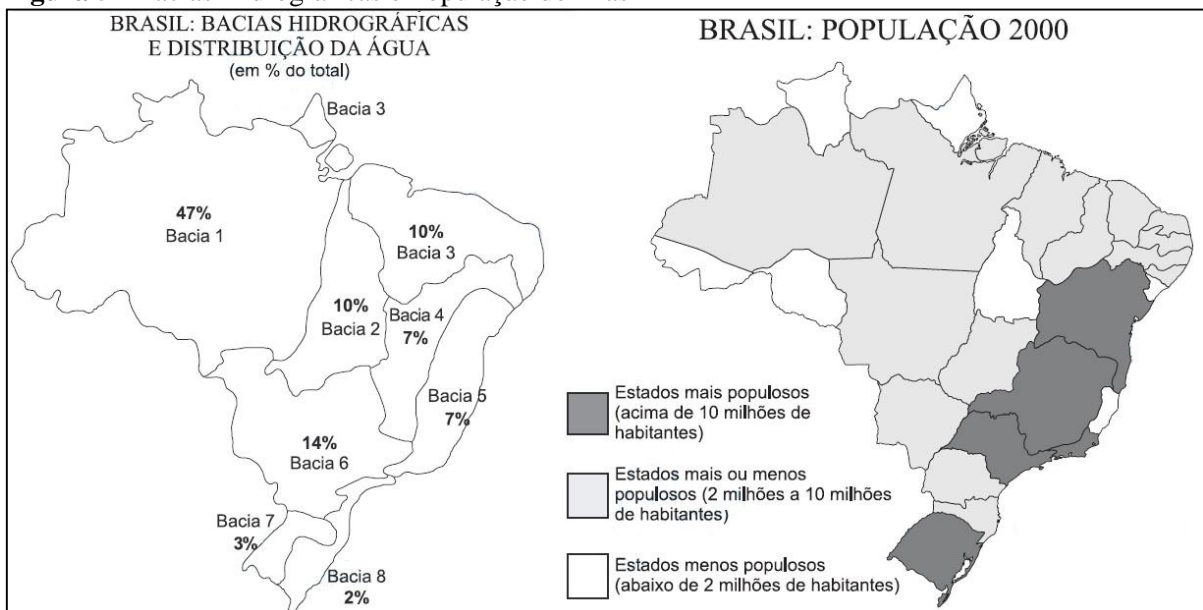 BRASIL: BACIAS HIDROGRÁFICAS
E DISTRIBUIÇÃO DA ÁGUA
(em % do total)
Bacia 3
47%
Bacia 1
10%
Bacia 3
10%
Bacia 2
Bacia 4
7%
Bacia 5
7%
14%
Bacia 6
Bacia 7
3%
Bacia 8
2%
BRASIL: POPULAÇÃO 2000
Estados mais populosos
(acima de 10 milhões de
habitantes)
Estados mais ou menos
populosos (2 milhões a 10 milhões
de habitantes)
Estados menos populosos
(abaixo de 2 milhões de habitantes)